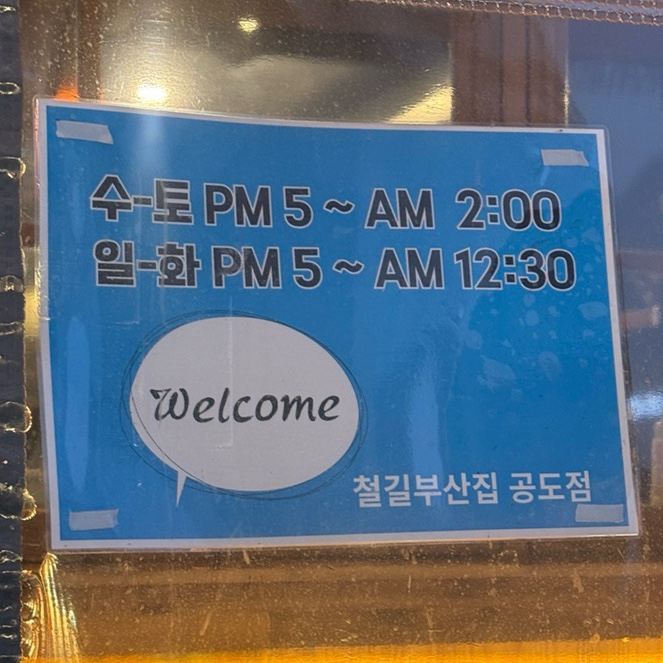 수-토 PM 5 ~ AM 2:00
일-화 PM 5 ~ AM 12:30
Welcome
철길부산집 공도점